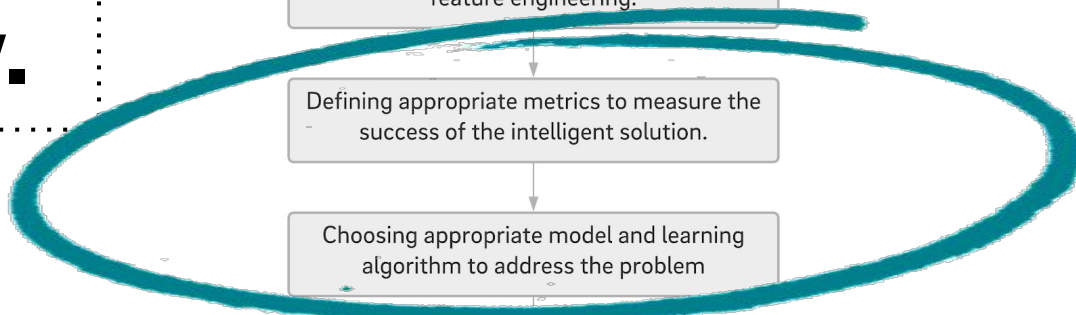 feature engineering.
Defining appropriate metrics to measure the
success of the intelligent solution.
Choosing appropriate model and learning
algorithm to address the problem